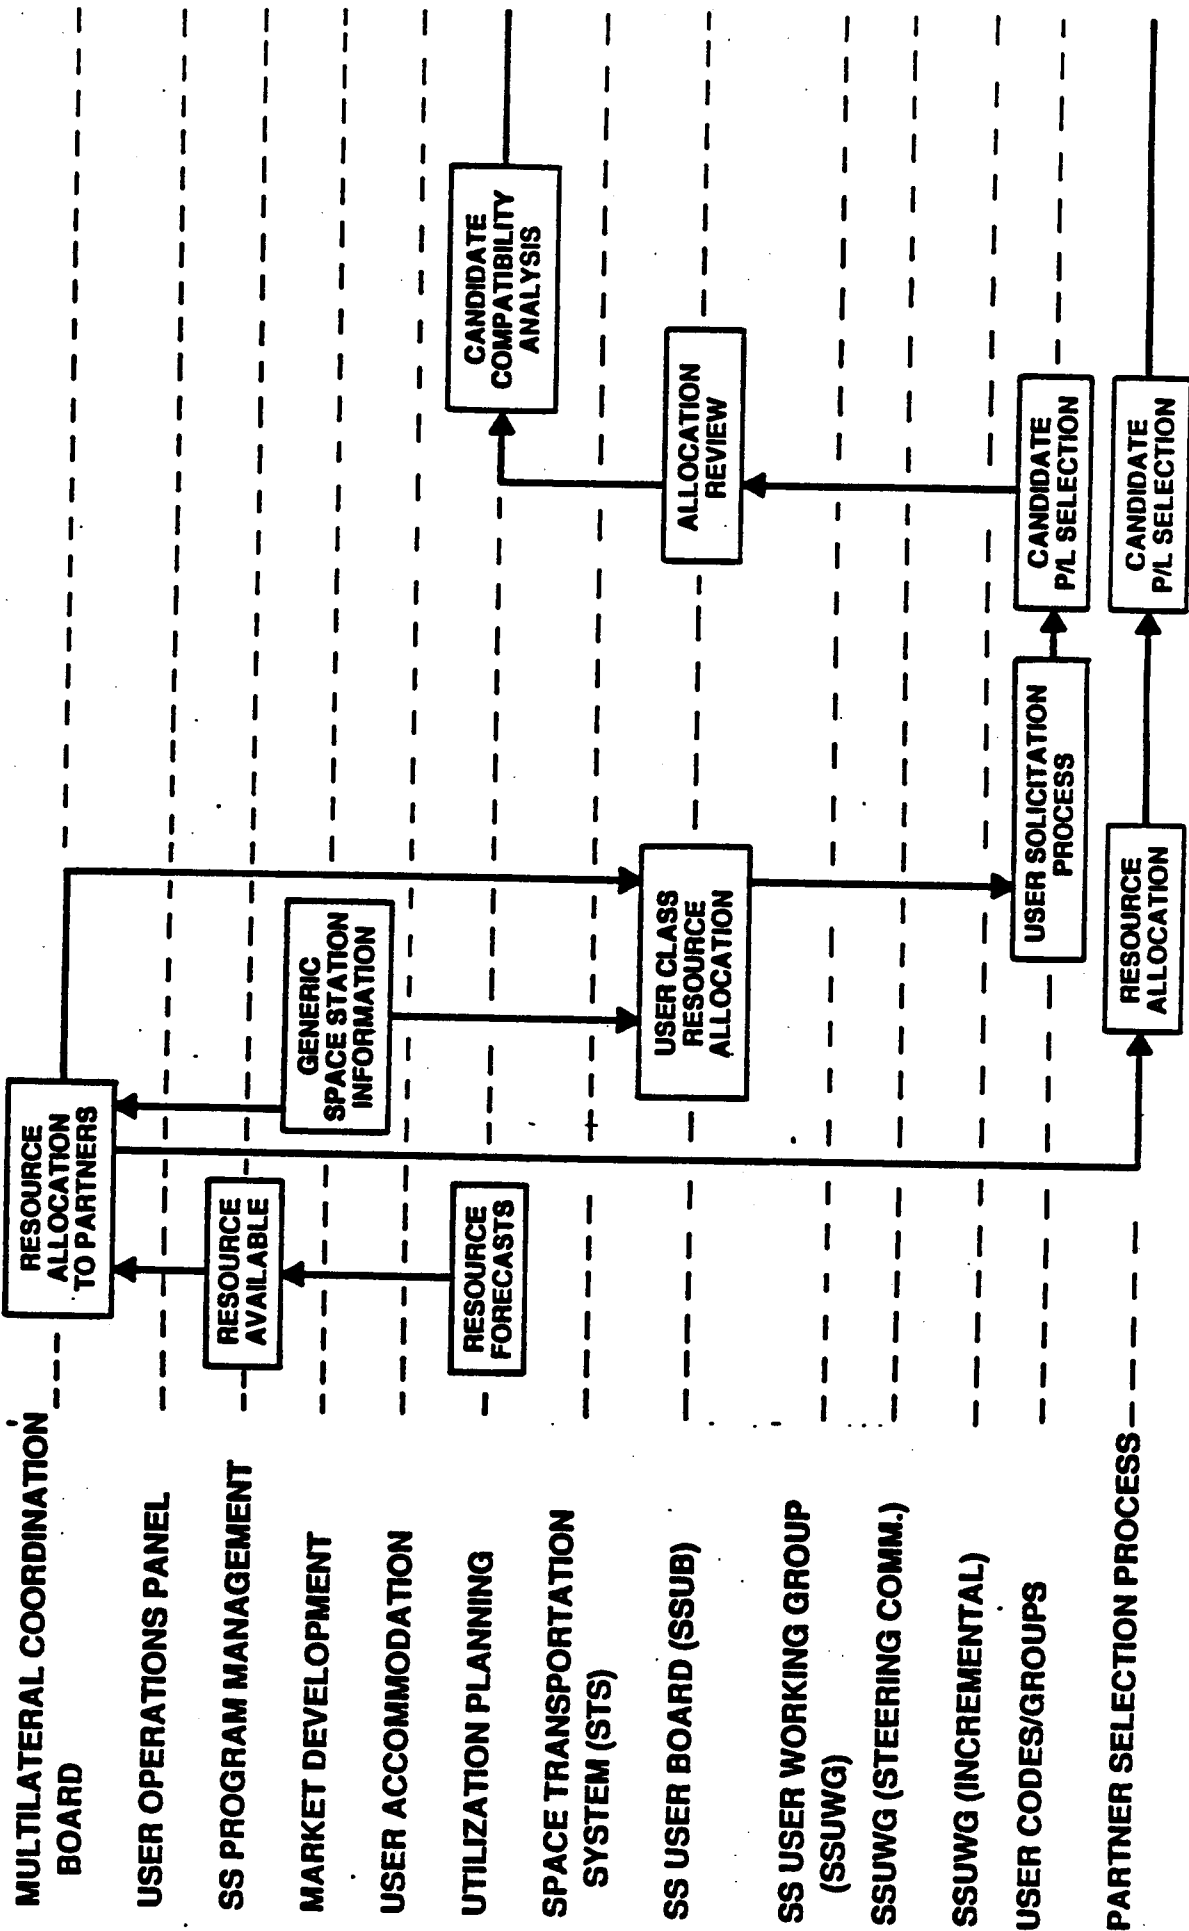 MULTILATERAL COORDINATION
BOARD
USER OPERATIONS PANEL
SS PROGRAM MANAGEMENT
MARKET DEVELOPMENT
USER ACCOMMODATION
UTILIZATION PLANNING
SPACE TRANSPORTATION
SYSTEM (STS)
SS USER BOARD (SSUB)
SS USER WORKING GROUP
(SSUWG)
SSUWG (STEERING COMM.)
SSUWG (INCREMENTAL)
USER CODES/GROUPS
PARTNER SELECTION PROCESS
RESOURCE
ALLOCATION
TO PARTNERS
RESOURCE
AVAILABLE
RESOURCE
FORECASTS
GENERIC
SPACE STATION
INFORMATION
USER CLASS
RESOURCE
ALLOCATION
RESOURCE
ALLOCATION
USER SOLICITATION
PROCESS
CANDIDATE
P/L SELECTION
CANDIDATE
P/L SELECTION
ALLOCATION
REVIEW
CANDIDATE
COMPATIBILITY
ANALYSIS